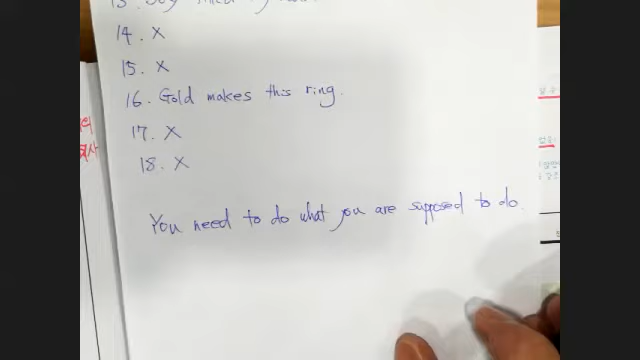 14. X
15. X
16. Gold makes this ring.
17. X
18. X
You need to do what you are supposed to do.